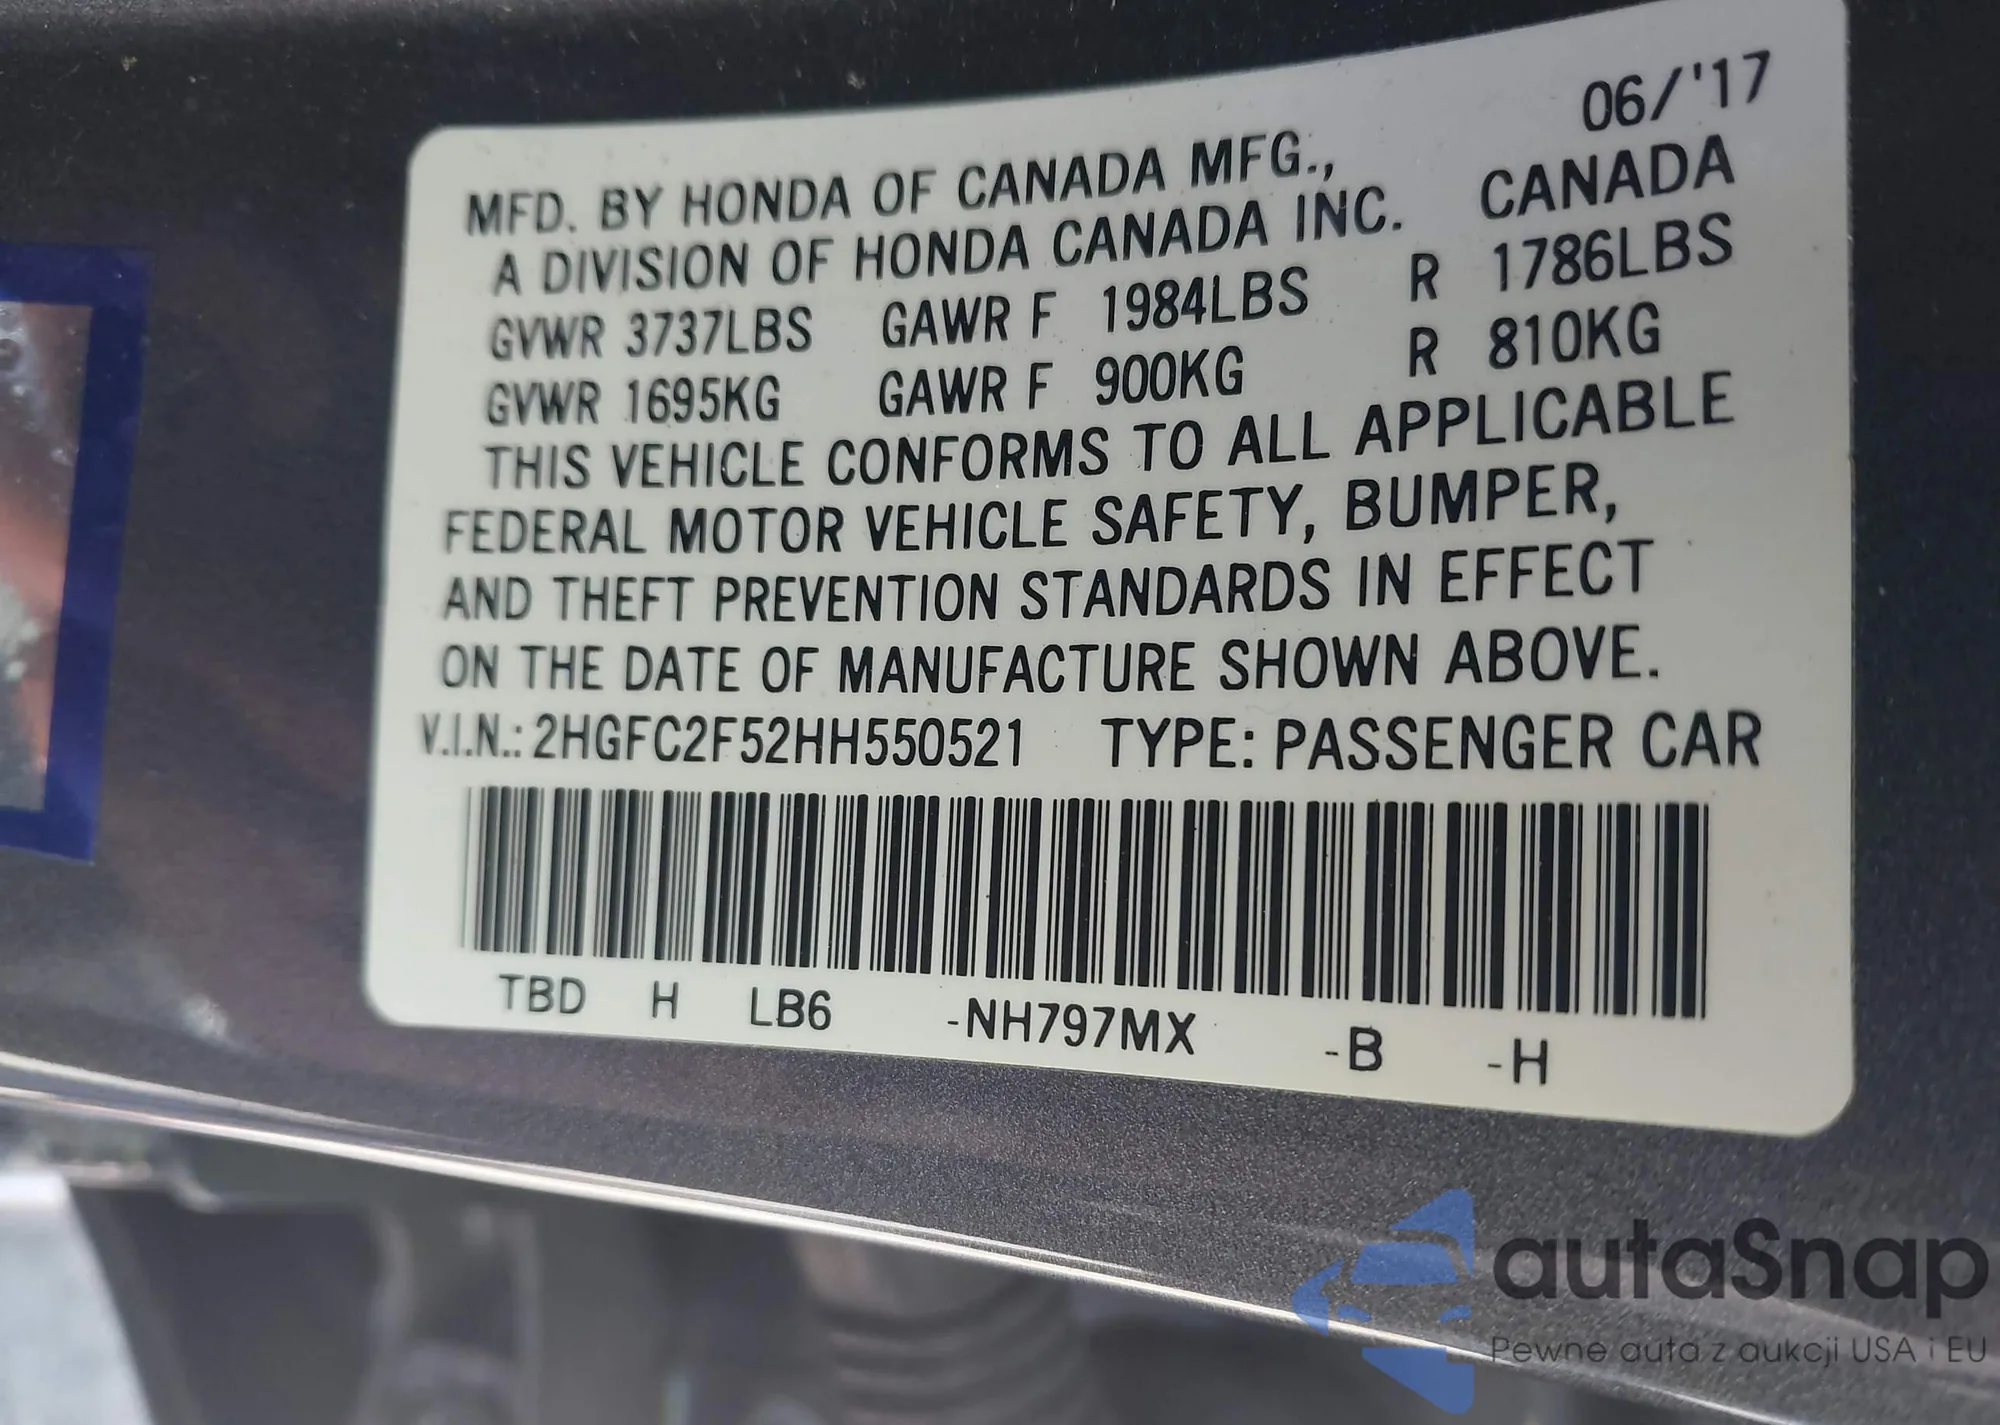 06/'17
MFD. BY HONDA OF CANADA MFG.,
A DIVISION OF HONDA CANADA INC. CANADA
GVWR 3737LBS GAWR F 1984LBS R 1786LBS
GVWR 1695KG GAWR F 900KG R 810KG
THIS VEHICLE CONFORMS TO ALL APPLICABLE
FEDERAL MOTOR VEHICLE SAFETY, BUMPER,
AND THEFT PREVENTION STANDARDS IN EFFECT
ON THE DATE OF MANUFACTURE SHOWN ABOVE.
V.I.N.: 2HGFC2F52HH550521 TYPE: PASSENGER CAR
TBD H LB6 -NH797MX -B -H
autaSnap
Pewne auta z aukcji USA i EU